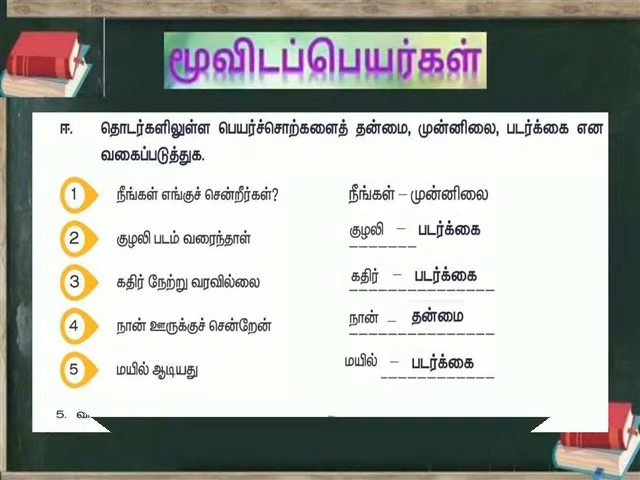 மூவிடப்பெயர்கள்
ஈ. தொடர்களிலுள்ள பெயர்ச்சொற்களைத் தன்மை, முன்னிலை, படர்க்கை என
வகைப்படுத்துக.
1 நீங்கள் எங்குச் சென்றீர்கள்? நீங்கள் – முன்னிலை
2 குழலி படம் வரைந்தாள் குழலி – படர்க்கை
3 கதிர் நேற்று வரவில்லை கதிர் – படர்க்கை
4 நான் ஊருக்குச் சென்றேன் நான் – தன்மை
5 மயில் ஆடியது மயில் – படர்க்கை
5.